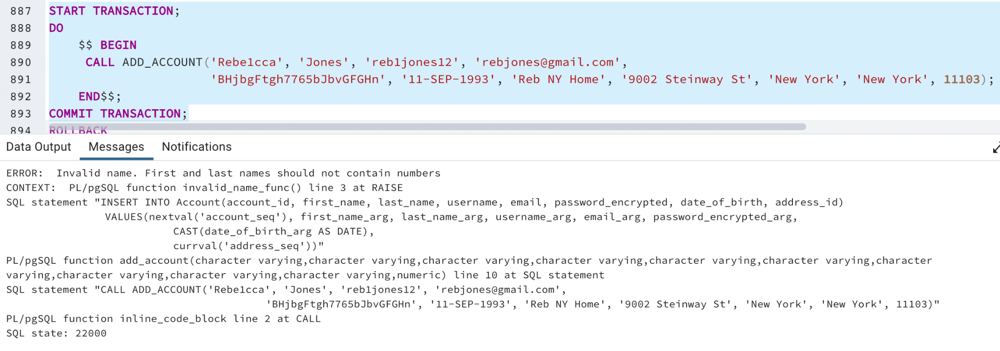 887 START TRANSACTION;
888 DO
889 $$ BEGIN
890 CALL ADD_ACCOUNT('Rebe1cca', 'Jones', 'reb1jones12', 'rebjones@gmail.com',
891 'BHjbgFtgh7765bJbvGFGHn', '11-SEP-1993', 'Reb NY Home', '9002 Steinway St', 'New York', 'New York', 11103);
892 END$$;
893 COMMIT TRANSACTION;
894 ROLLBACK
Data Output Messages Notifications
ERROR: Invalid name. First and last names should not contain numbers
CONTEXT: PL/pgSQL function invalid_name_func() line 3 at RAISE
SQL statement "INSERT INTO Account(account_id, first_name, last_name, username, email, password_encrypted, date_of_birth, address_id)
VALUES(nextval('account_seq'), first_name_arg, last_name_arg, username_arg, email_arg, password_encrypted_arg,
CAST(date_of_birth_arg AS DATE),
currval('address_seq'))"
PL/pgSQL function add_account(character varying,character varying,character varying,character varying,character varying,character varying,character
varying,character varying,character varying,character varying,numeric) line 10 at SQL statement
SQL statement "CALL ADD_ACCOUNT('Rebe1cca', 'Jones', 'reb1jones12', 'rebjones@gmail.com',
'BHjbgFtgh7765bJbvGFGHn', '11-SEP-1993', 'Reb NY Home', '9002 Steinway St', 'New York', 'New York', 11103)"
PL/pgSQL function inline_code_block line 2 at CALL
SQL state: 22000